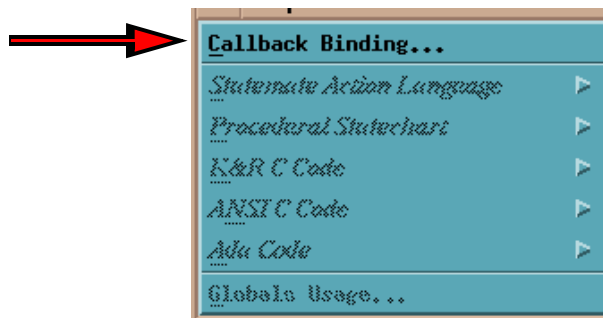 Callback Binding...
Statemate Action Language
Procedural Statechart
K&R C Code
ANSI C Code
Ada Code
Globals Usage...